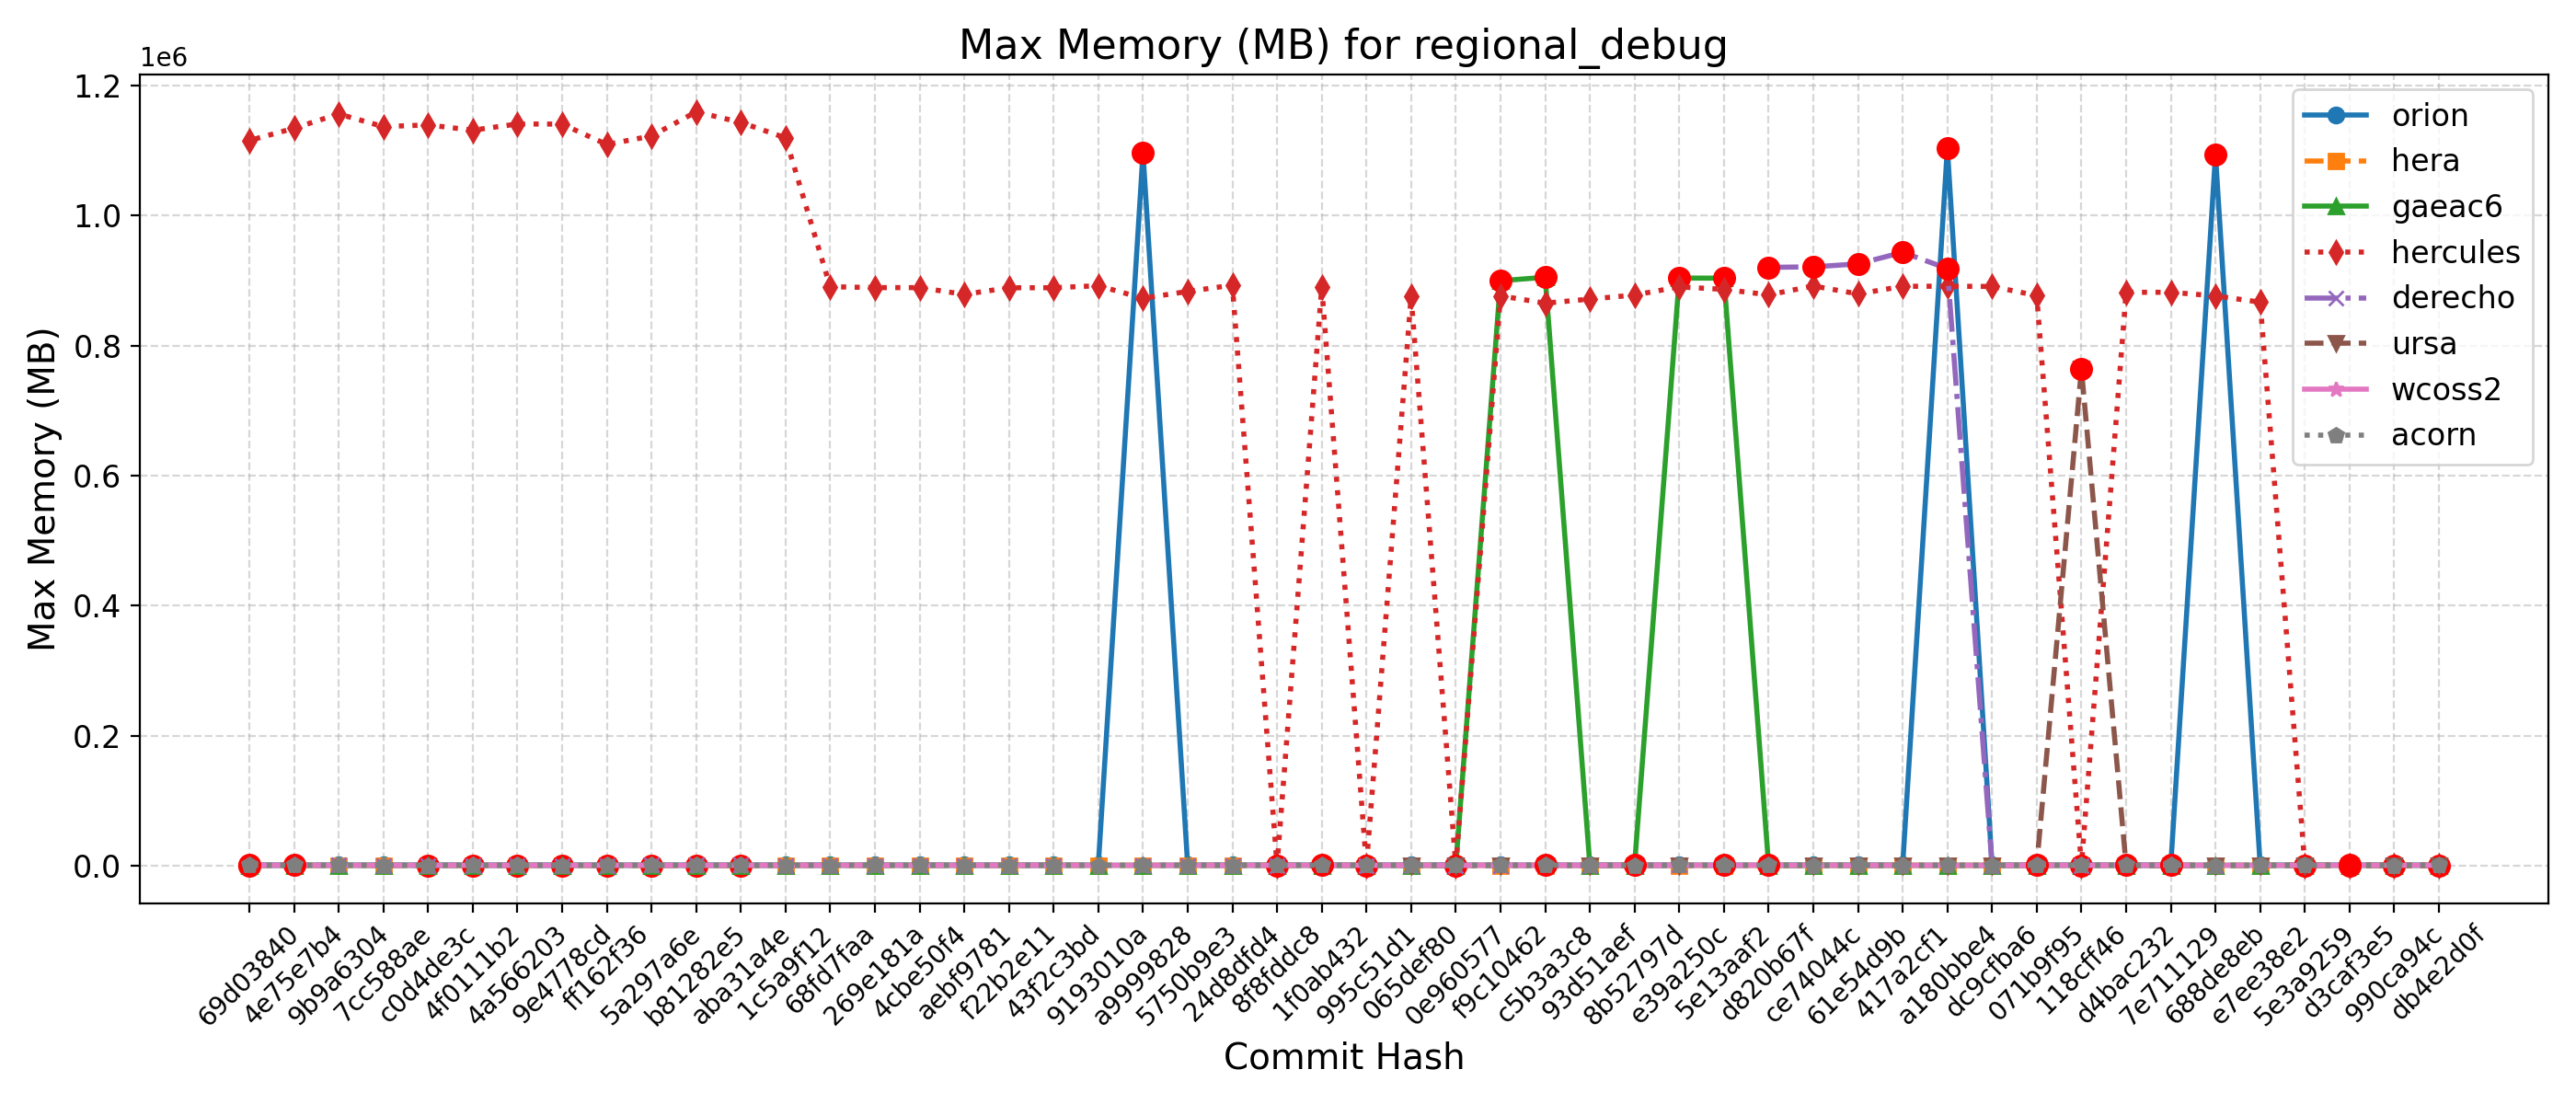 Max Memory (MB) for regional_debug
1e6
1.2
1.0
0.8
0.6
0.4
0.2
0.0
Max Memory (MB)
orion
hera
gaeac6
hercules
derecho
ursa
wcoss2
acorn
69d03840
4e75e7b4
9b9a6304
7cc588ae
c0d4de3c
4f0111b2
4a566203
9e4778cd
ff162f36
5a297a6e
b81282e5
aba31a4e
1c5a9f12
68fd7faa
269e181a
4cbe50f4
aebf9781
f22b2e11
43f2c3bd
9193010a
a9999828
5750b9e3
24d8dfd4
8f8fddc8
1f0ab432
995c51d1
065def80
0e960577
f9c10462
c5b3a3c8
93d51aef
8b52797d
e39a250c
5e13aaf2
d820b67f
ce74044c
61e54d9b
417a2cf1
a180bbe4
dc9cfba6
071b9f95
118cff46
d4bac232
7e711129
688de8eb
e7ee38e2
5e3a9259
d3caf3e5
990ca94c
db4e2d0f
Commit Hash